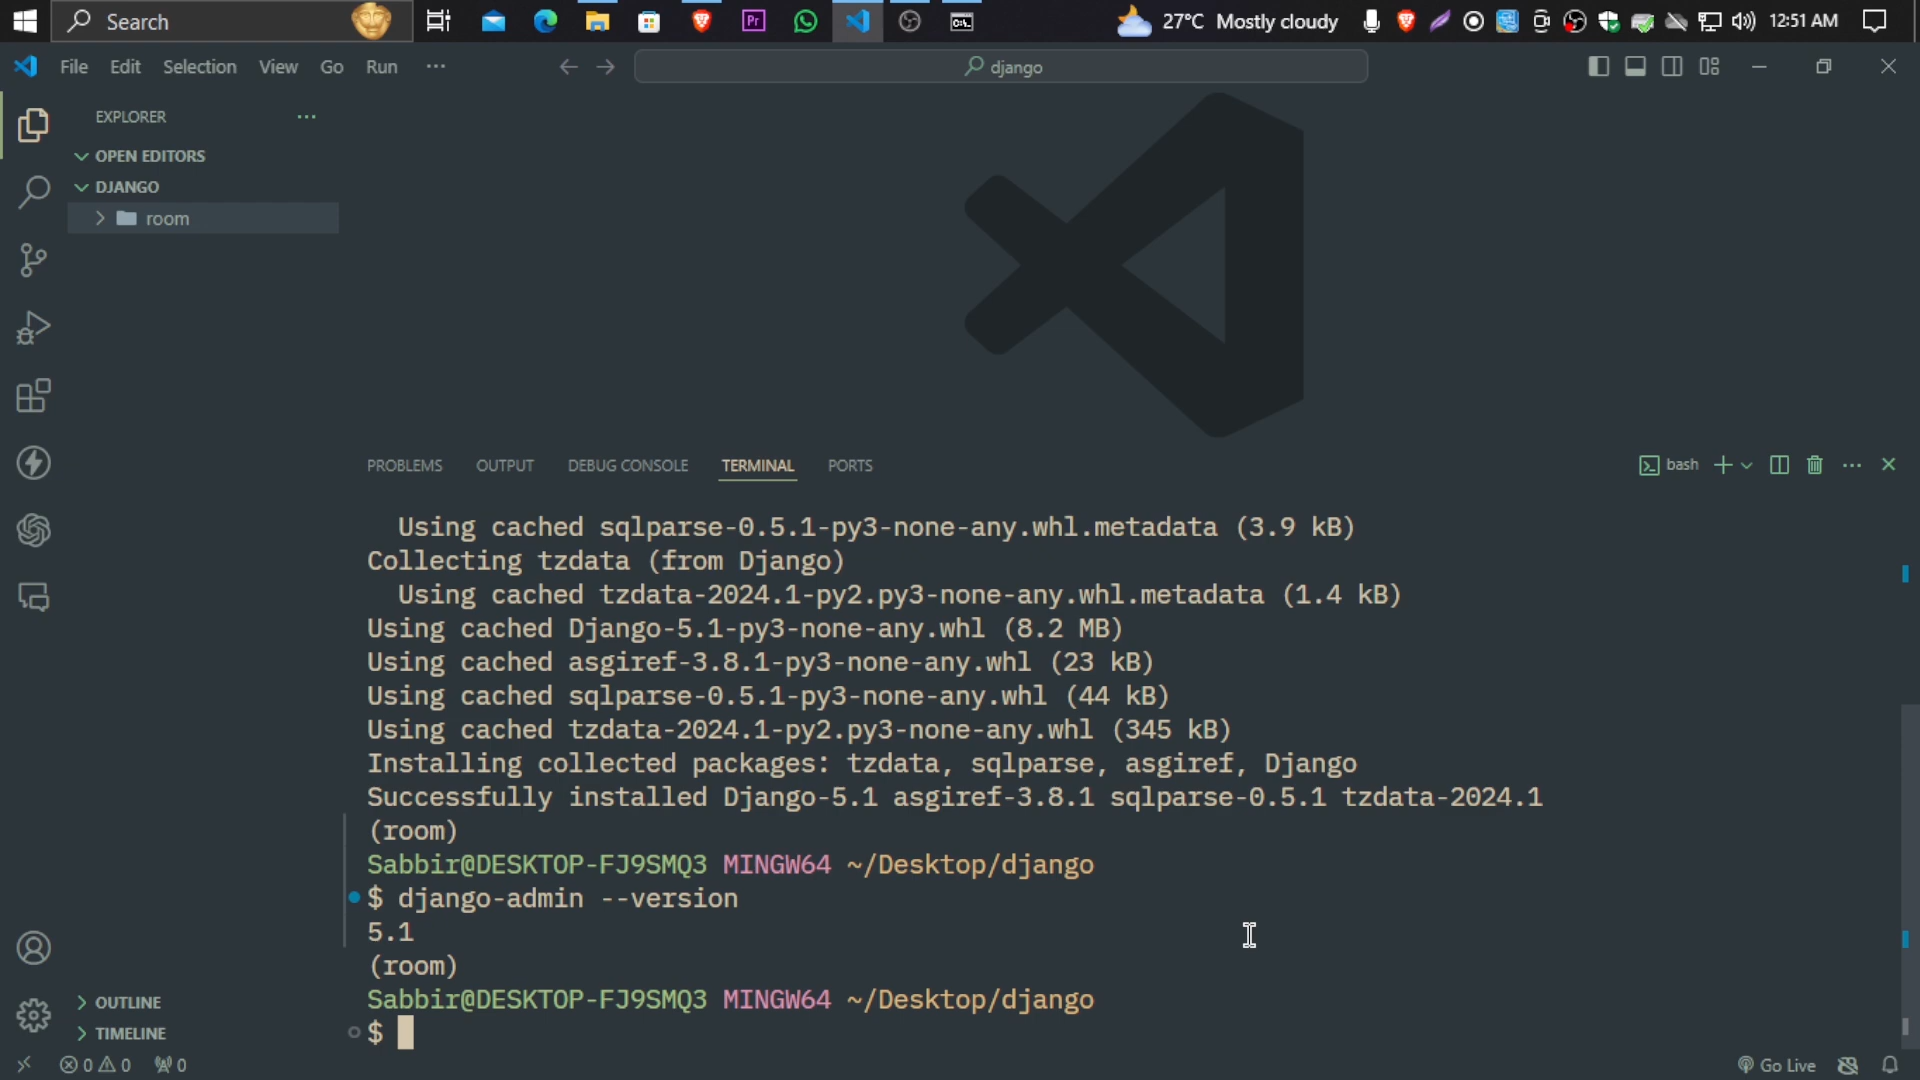 Search
Pr
27°C Mostly cloudy
12:51 AM
File Edit Selection View Go Run ···
django
EXPLORER ···
OPEN EDITORS
DJANGO
room
PROBLEMS OUTPUT DEBUG CONSOLE TERMINAL PORTS
bash
Using cached sqlparse-0.5.1-py3-none-any.whl.metadata (3.9 kB)
Collecting tzdata (from Django)
Using cached tzdata-2024.1-py2.py3-none-any.whl.metadata (1.4 kB)
Using cached Django-5.1-py3-none-any.whl (8.2 MB)
Using cached asgiref-3.8.1-py3-none-any.whl (23 kB)
Using cached sqlparse-0.5.1-py3-none-any.whl (44 kB)
Using cached tzdata-2024.1-py2.py3-none-any.whl (345 kB)
Installing collected packages: tzdata, sqlparse, asgiref, Django
Successfully installed Django-5.1 asgiref-3.8.1 sqlparse-0.5.1 tzdata-2024.1
(room)
Sabbir@DESKTOP-FJ9SMQ3 MINGW64 ~/Desktop/django
$ django-admin --version
5.1
(room)
Sabbir@DESKTOP-FJ9SMQ3 MINGW64 ~/Desktop/django
$
OUTLINE
TIMELINE
0 0 0
Go Live